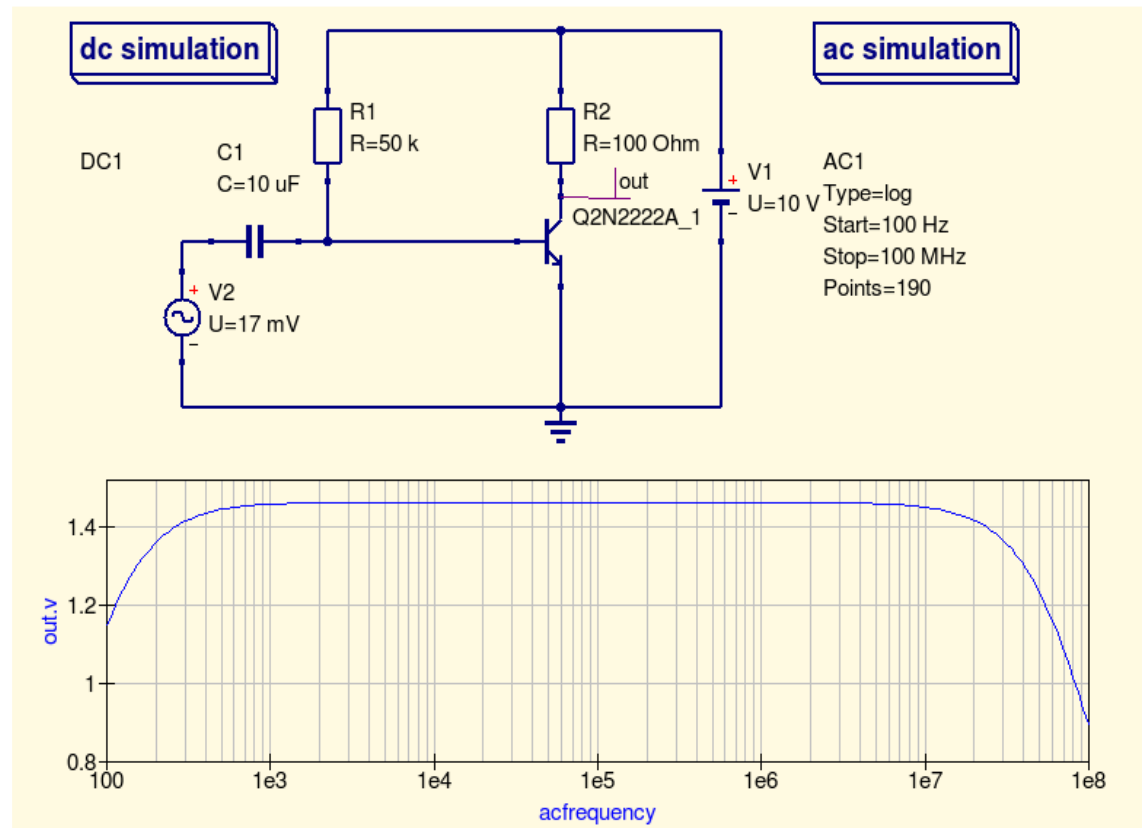 dc simulation
ac simulation
DC1
C1
C=10 uF
R1
R=50 k
R2
R=100 Ohm
out
Q2N2222A_1
V1
U=10 V
AC1
Type=log
Start=100 Hz
Stop=100 MHz
Points=190
V2
U=17 mV
+
−
+
−
1.4
1.2
1
0.8
out.v
100
1e3
1e4
1e5
1e6
1e7
1e8
acfrequency